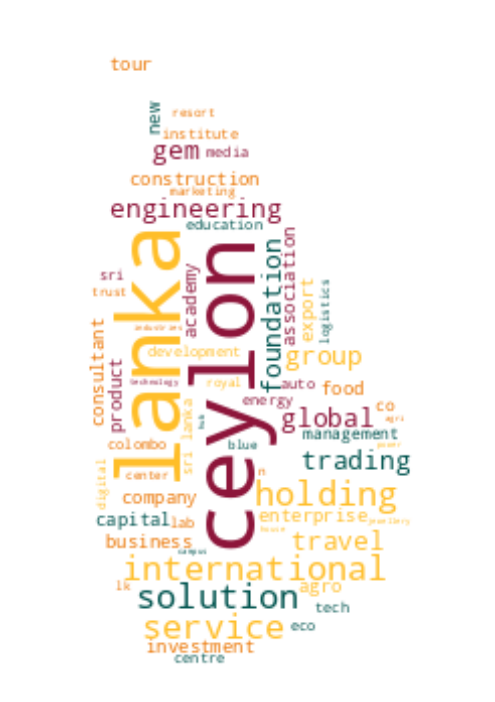 tour
new
resort
institute
gem
media
construction
marketing
engineering
education
lanka
ceylon
foundation
association
sri
academy
export
logistics
trust
industries
consultant
development
group
product
technology
royal
auto
food
energy
sri lanka
hub
global
co
agri
management
colombo
blue
power
trading
digital
center
n
company
holding
capital
lab
enterprise
jewellery
house
business
campus
travel
international
lk
solution
agro
tech
service
eco
investment
centre